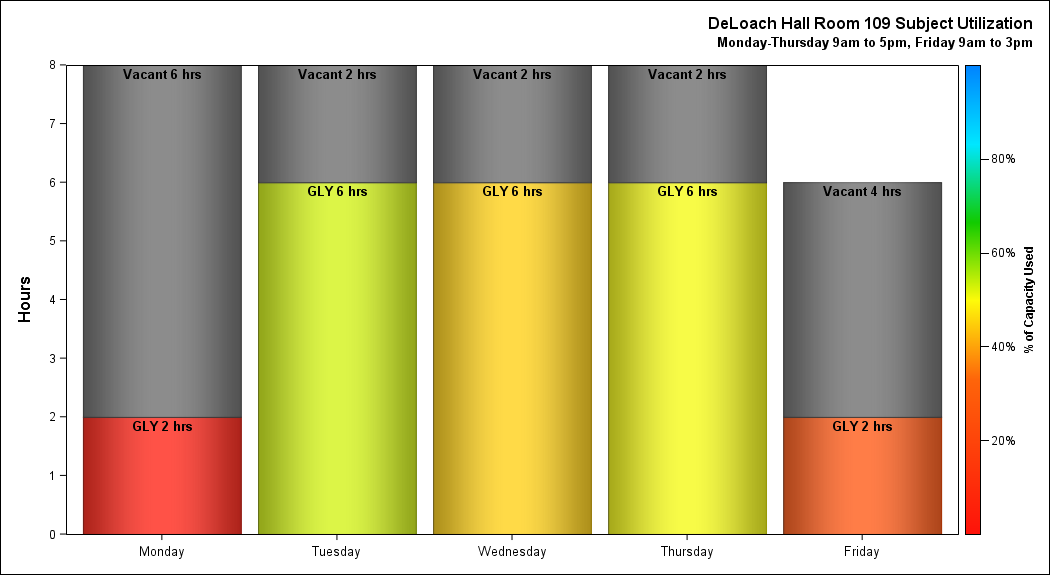 DeLoach Hall Room 109 Subject Utilization
Monday-Thursday 9am to 5pm, Friday 9am to 3pm
Hours
8
7
6
5
4
3
2
1
0
Vacant 6 hrs
GLY 2 hrs
Vacant 2 hrs
GLY 6 hrs
Vacant 2 hrs
GLY 6 hrs
Vacant 2 hrs
GLY 6 hrs
Vacant 4 hrs
GLY 2 hrs
Monday
Tuesday
Wednesday
Thursday
Friday
80%
60%
40%
20%
% of Capacity Used